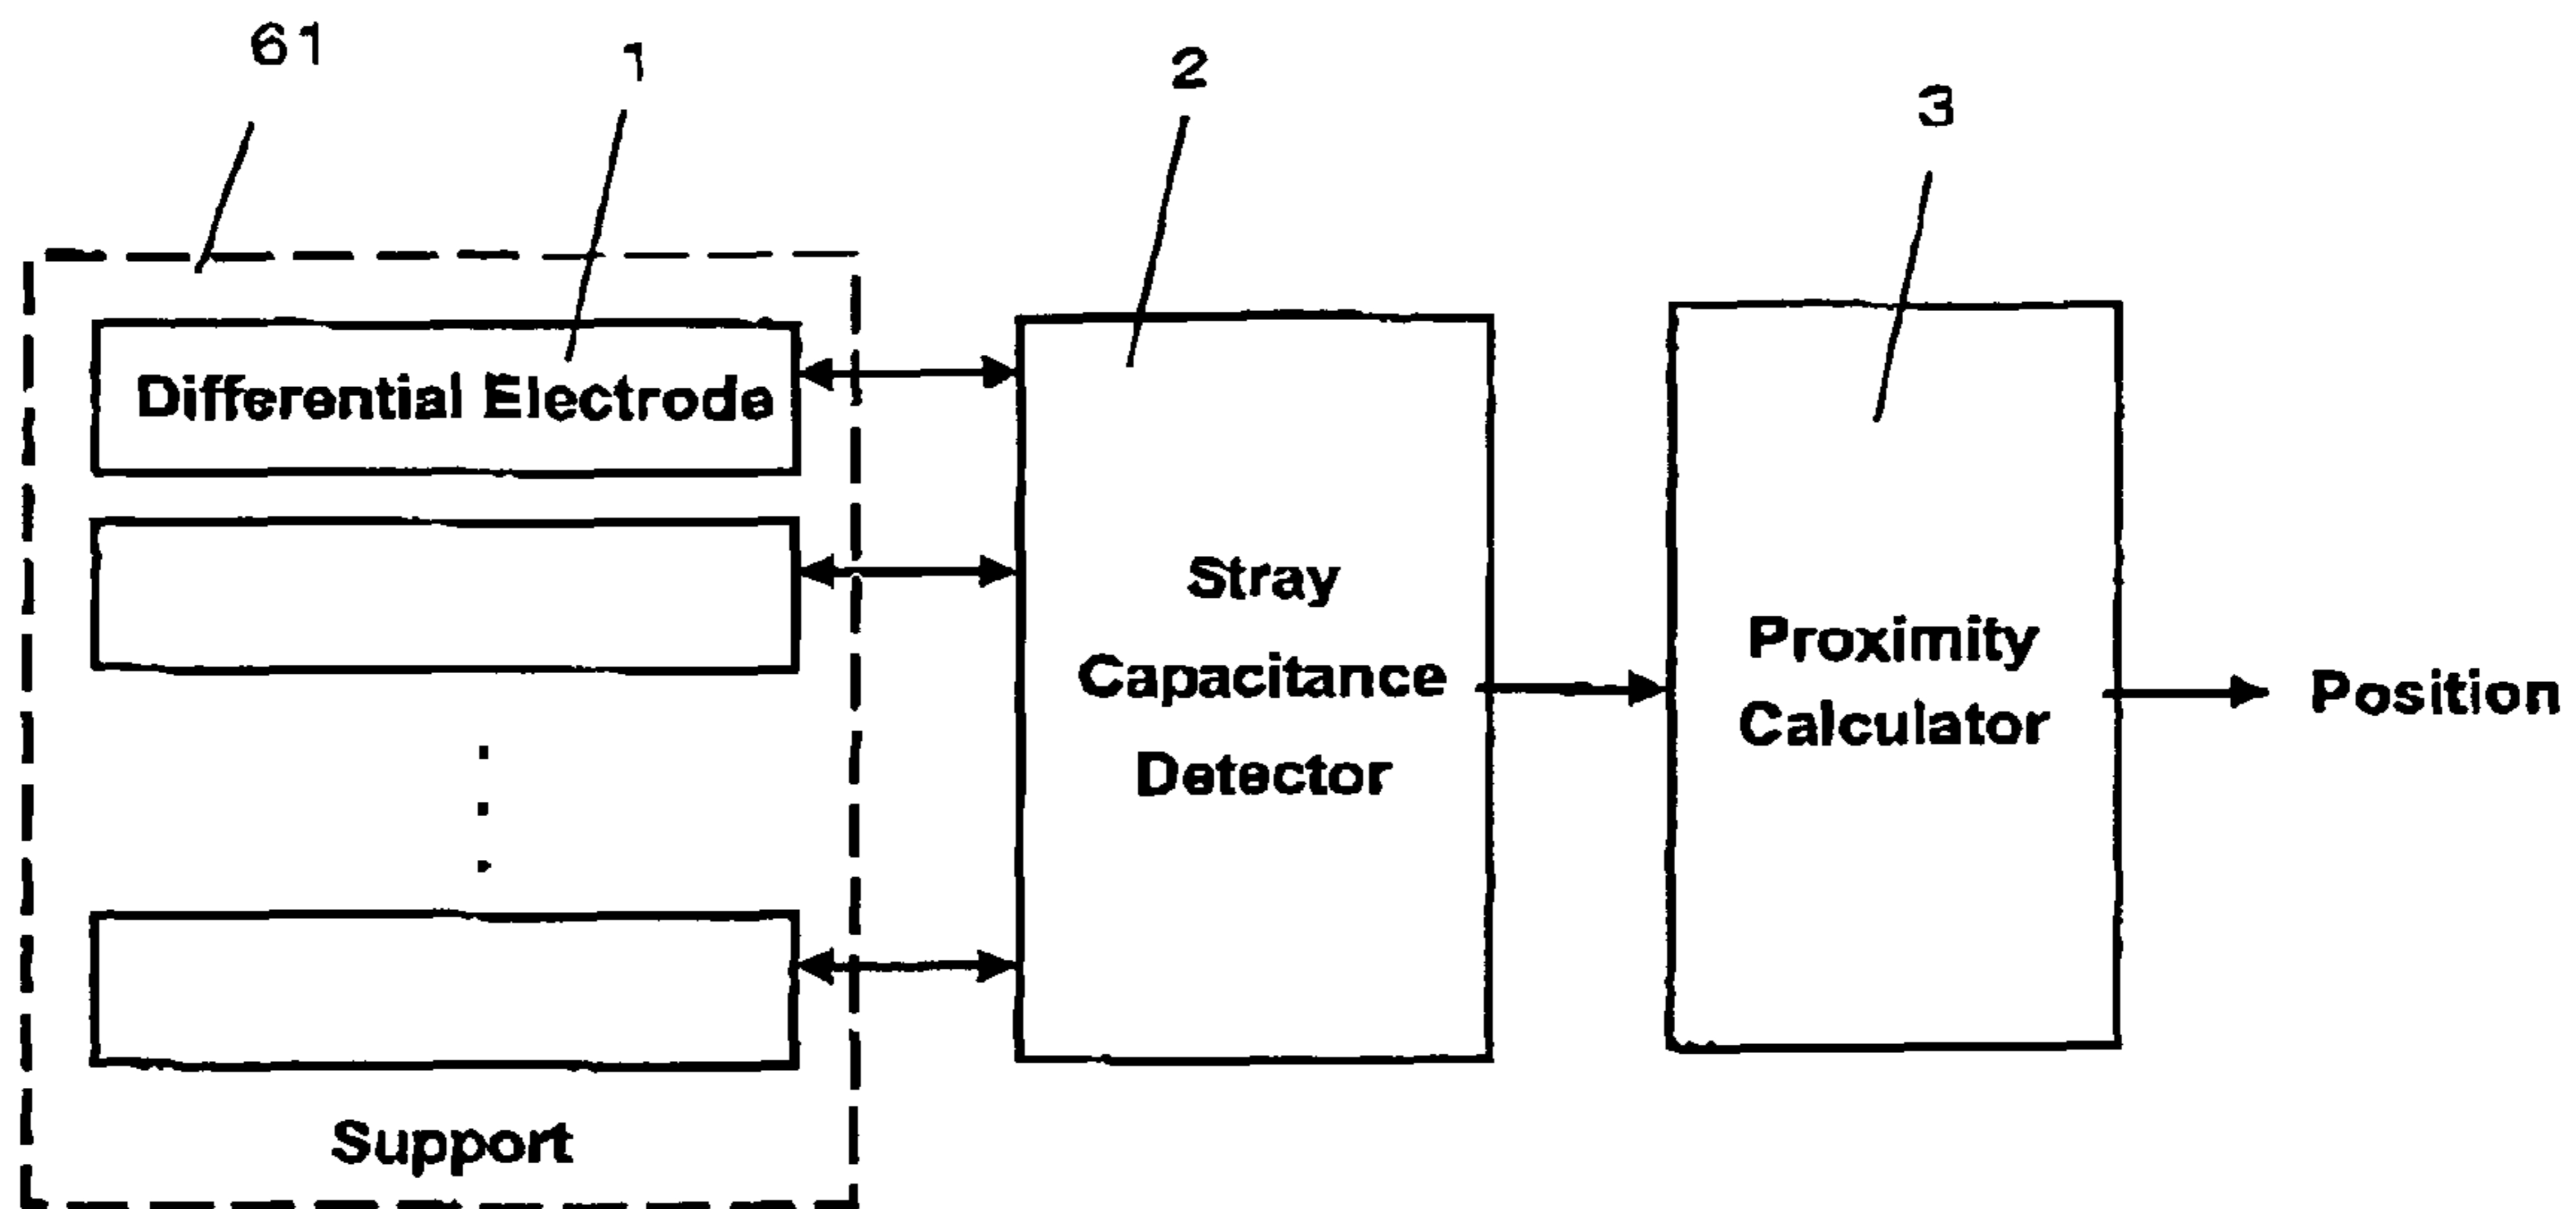 61
1
2
3
Differential Electrode
Stray
Capacitance
Detector
Proximity
Calculator
Position
Support